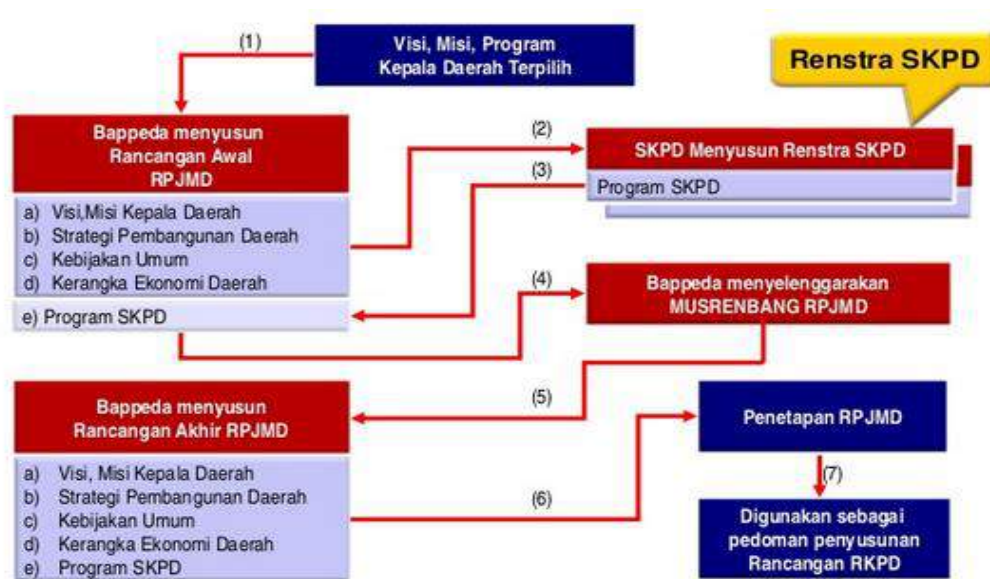 (1)
Visi, Misi, Program
Kepala Daerah Terpilih
Renstra SKPD
Bappeda menyusun
Rancangan Awal
RPJMD
a) Visi,Misi Kepala Daerah
b) Strategi Pembangunan Daerah
c) Kebijakan Umum
d) Kerangka Ekonomi Daerah
e) Program SKPD
(2)
(3)
SKPD Menyusun Renstra SKPD
Program SKPD
(4)
Bappeda menyelenggarakan
MUSRENBANG RPJMD
(5)
Bappeda menyusun
Rancangan Akhir RPJMD
a) Visi, Misi Kepala Daerah
b) Strategi Pembangunan Daerah
c) Kebijakan Umum
d) Kerangka Ekonomi Daerah
e) Program SKPD
(6)
Penetapan RPJMD
(7)
Digunakan sebagai
pedoman penyusunan
Rancangan RKPD